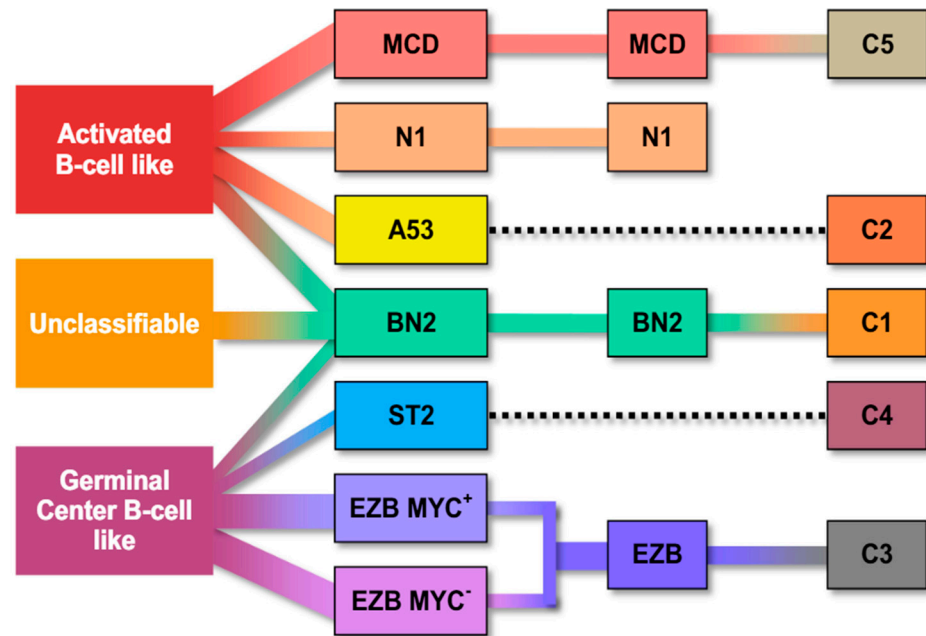 MCD
MCD
C5
Activated
B-cell like
N1
N1
A53
C2
Unclassifiable
BN2
BN2
C1
ST2
C4
Germinal
Center B-cell
like
EZB MYC⁺
EZB
C3
EZB MYC⁻